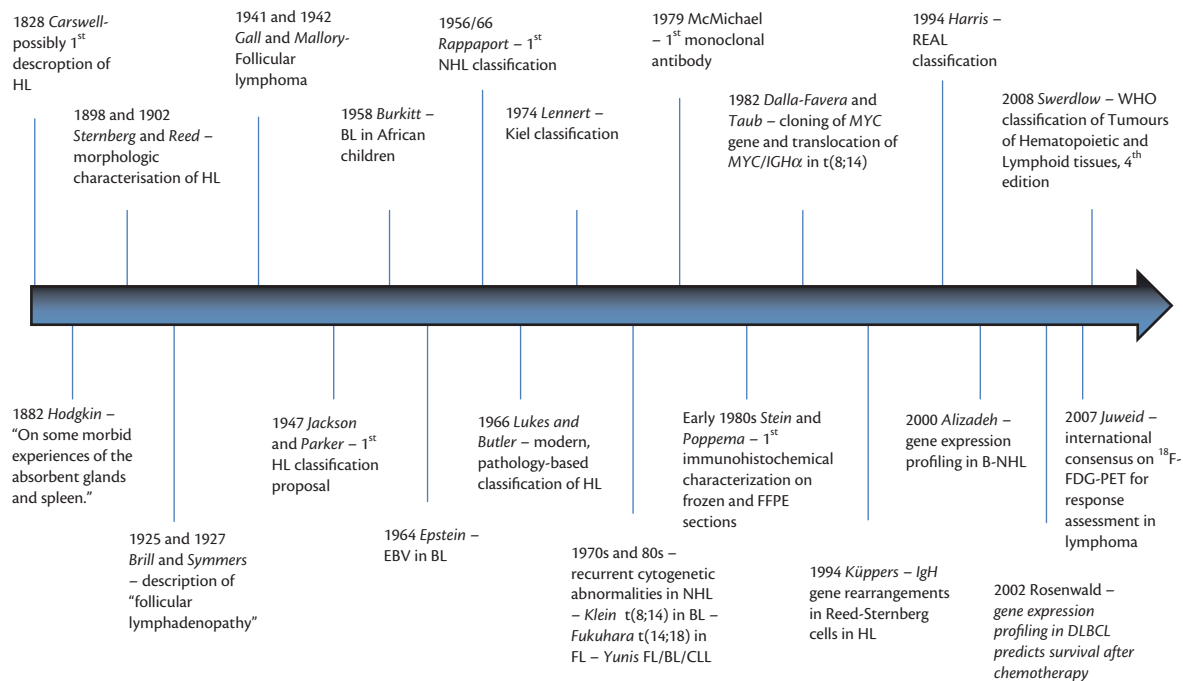 1828 Carswell-
possibly 1st
descroption of
HL
1898 and 1902
Sternberg and Reed –
morphologic
characterisation of HL
1941 and 1942
Gall and Mallory-
Follicular
lymphoma
1958 Burkitt –
BL in African
children
1956/66
Rappaport – 1st
NHL classification
1974 Lennert –
Kiel classification
1979 McMichael
– 1st monoclonal
antibody
1982 Dalla-Favera and
Taub – cloning of MYC
gene and translocation of
MYC/IGHα in t(8;14)
1994 Harris –
REAL
classification
2008 Swerdlow – WHO
classification of Tumours
of Hematopoietic and
Lymphoid tissues, 4th
edition
1882 Hodgkin –
“On some morbid
experiences of the
absorbent glands
and spleen.”
1925 and 1927
Brill and Symmers
– description of
“follicular
lymphadenopathy”
1947 Jackson
and Parker – 1st
HL classification
proposal
1964 Epstein –
EBV in BL
1966 Lukes and
Butler – modern,
pathology-based
classification of HL
1970s and 80s –
recurrent cytogenetic
abnormalities in NHL
– Klein t(8;14) in BL –
Fukuhara t(14;18) in
FL – Yunis FL/BL/CLL
Early 1980s Stein and
Poppema – 1st
immunohistochemical
characterization on
frozen and FFPE
sections
1994 Küppers – IgH
gene rearrangements
in Reed-Sternberg
cells in HL
2000 Alizadeh –
gene expression
profiling in B-NHL
2002 Rosenwald –
gene expression
profiling in DLBCL
predicts survival after
chemotherapy
2007 Juweid –
international
consensus on 18F-
FDG-PET for
response
assessment in
lymphoma